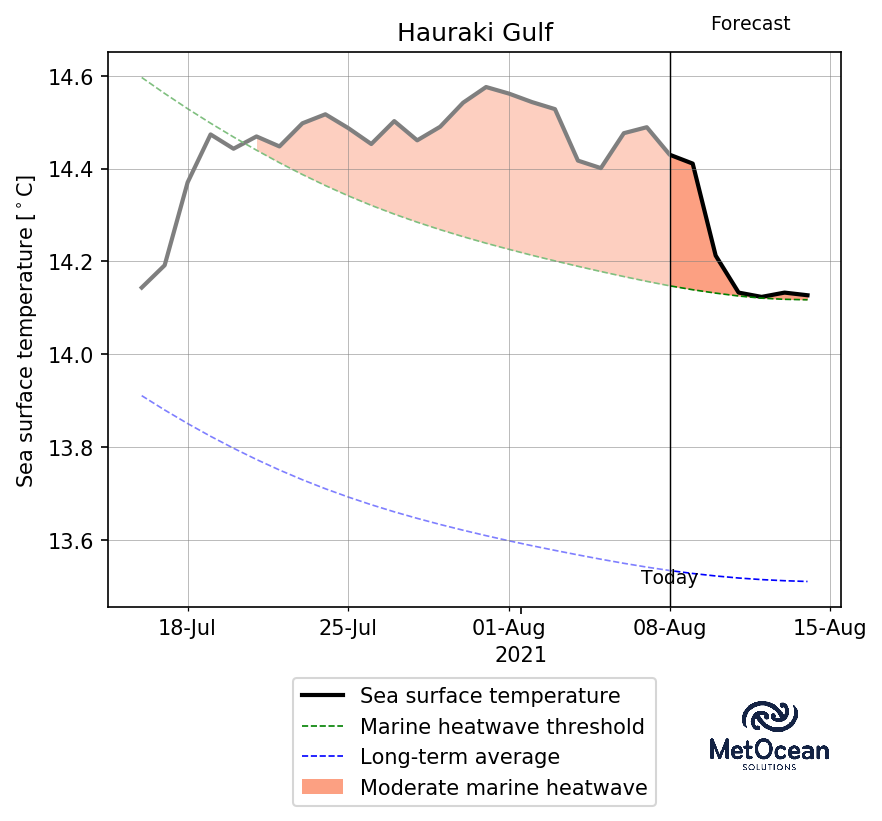 Forecast
Hauraki Gulf
Sea surface temperature [°C]
14.6
14.4
14.2
14.0
13.8
13.6
Today
18-Jul 25-Jul 01-Aug 08-Aug 15-Aug
2021
Sea surface temperature
Marine heatwave threshold
Long-term average
Moderate marine heatwave
MetOcean
SOLUTIONS